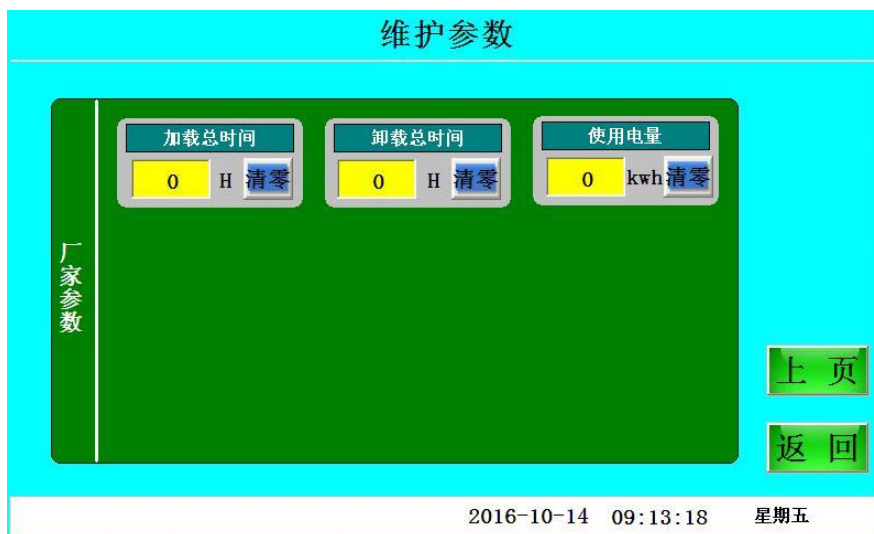 维护参数
厂家参数
加载总时间
0 H 清零
卸载总时间
0 H 清零
使用电量
0 kwh 清零
上 页
返 回
2016-10-14 09:13:18 星期五